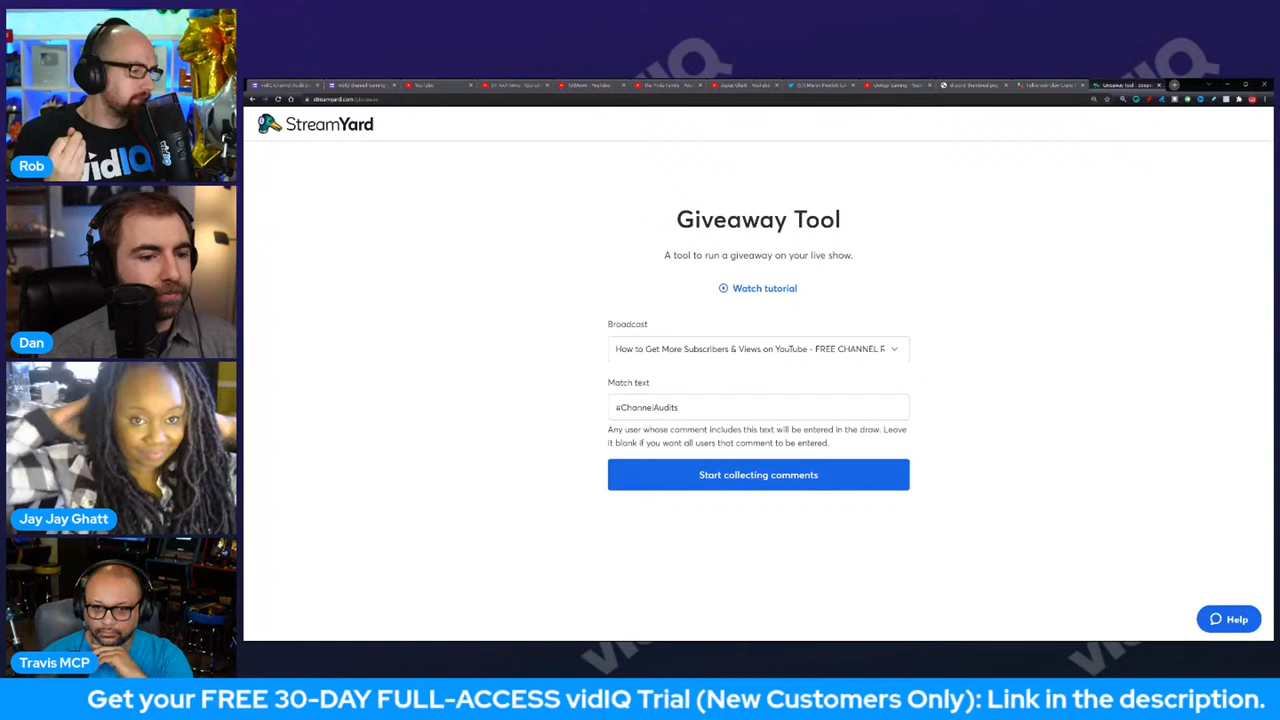 vidIQ
Rob
Dan
Jay Jay Ghatt
Travis MCP
StreamYard
Giveaway Tool
A tool to run a giveaway on your live show.
Watch tutorial
Broadcast
How to Get More Subscribers & Views on YouTube - FREE CHANNEL R
Match text
#ChannelAudits
Any user whose comment includes this text will be entered in the draw. Leave
it blank if you want all users that comment to be entered.
Start collecting comments
Help
Get your FREE 30-DAY FULL-ACCESS vidIQ Trial (New Customers Only): Link in the description.